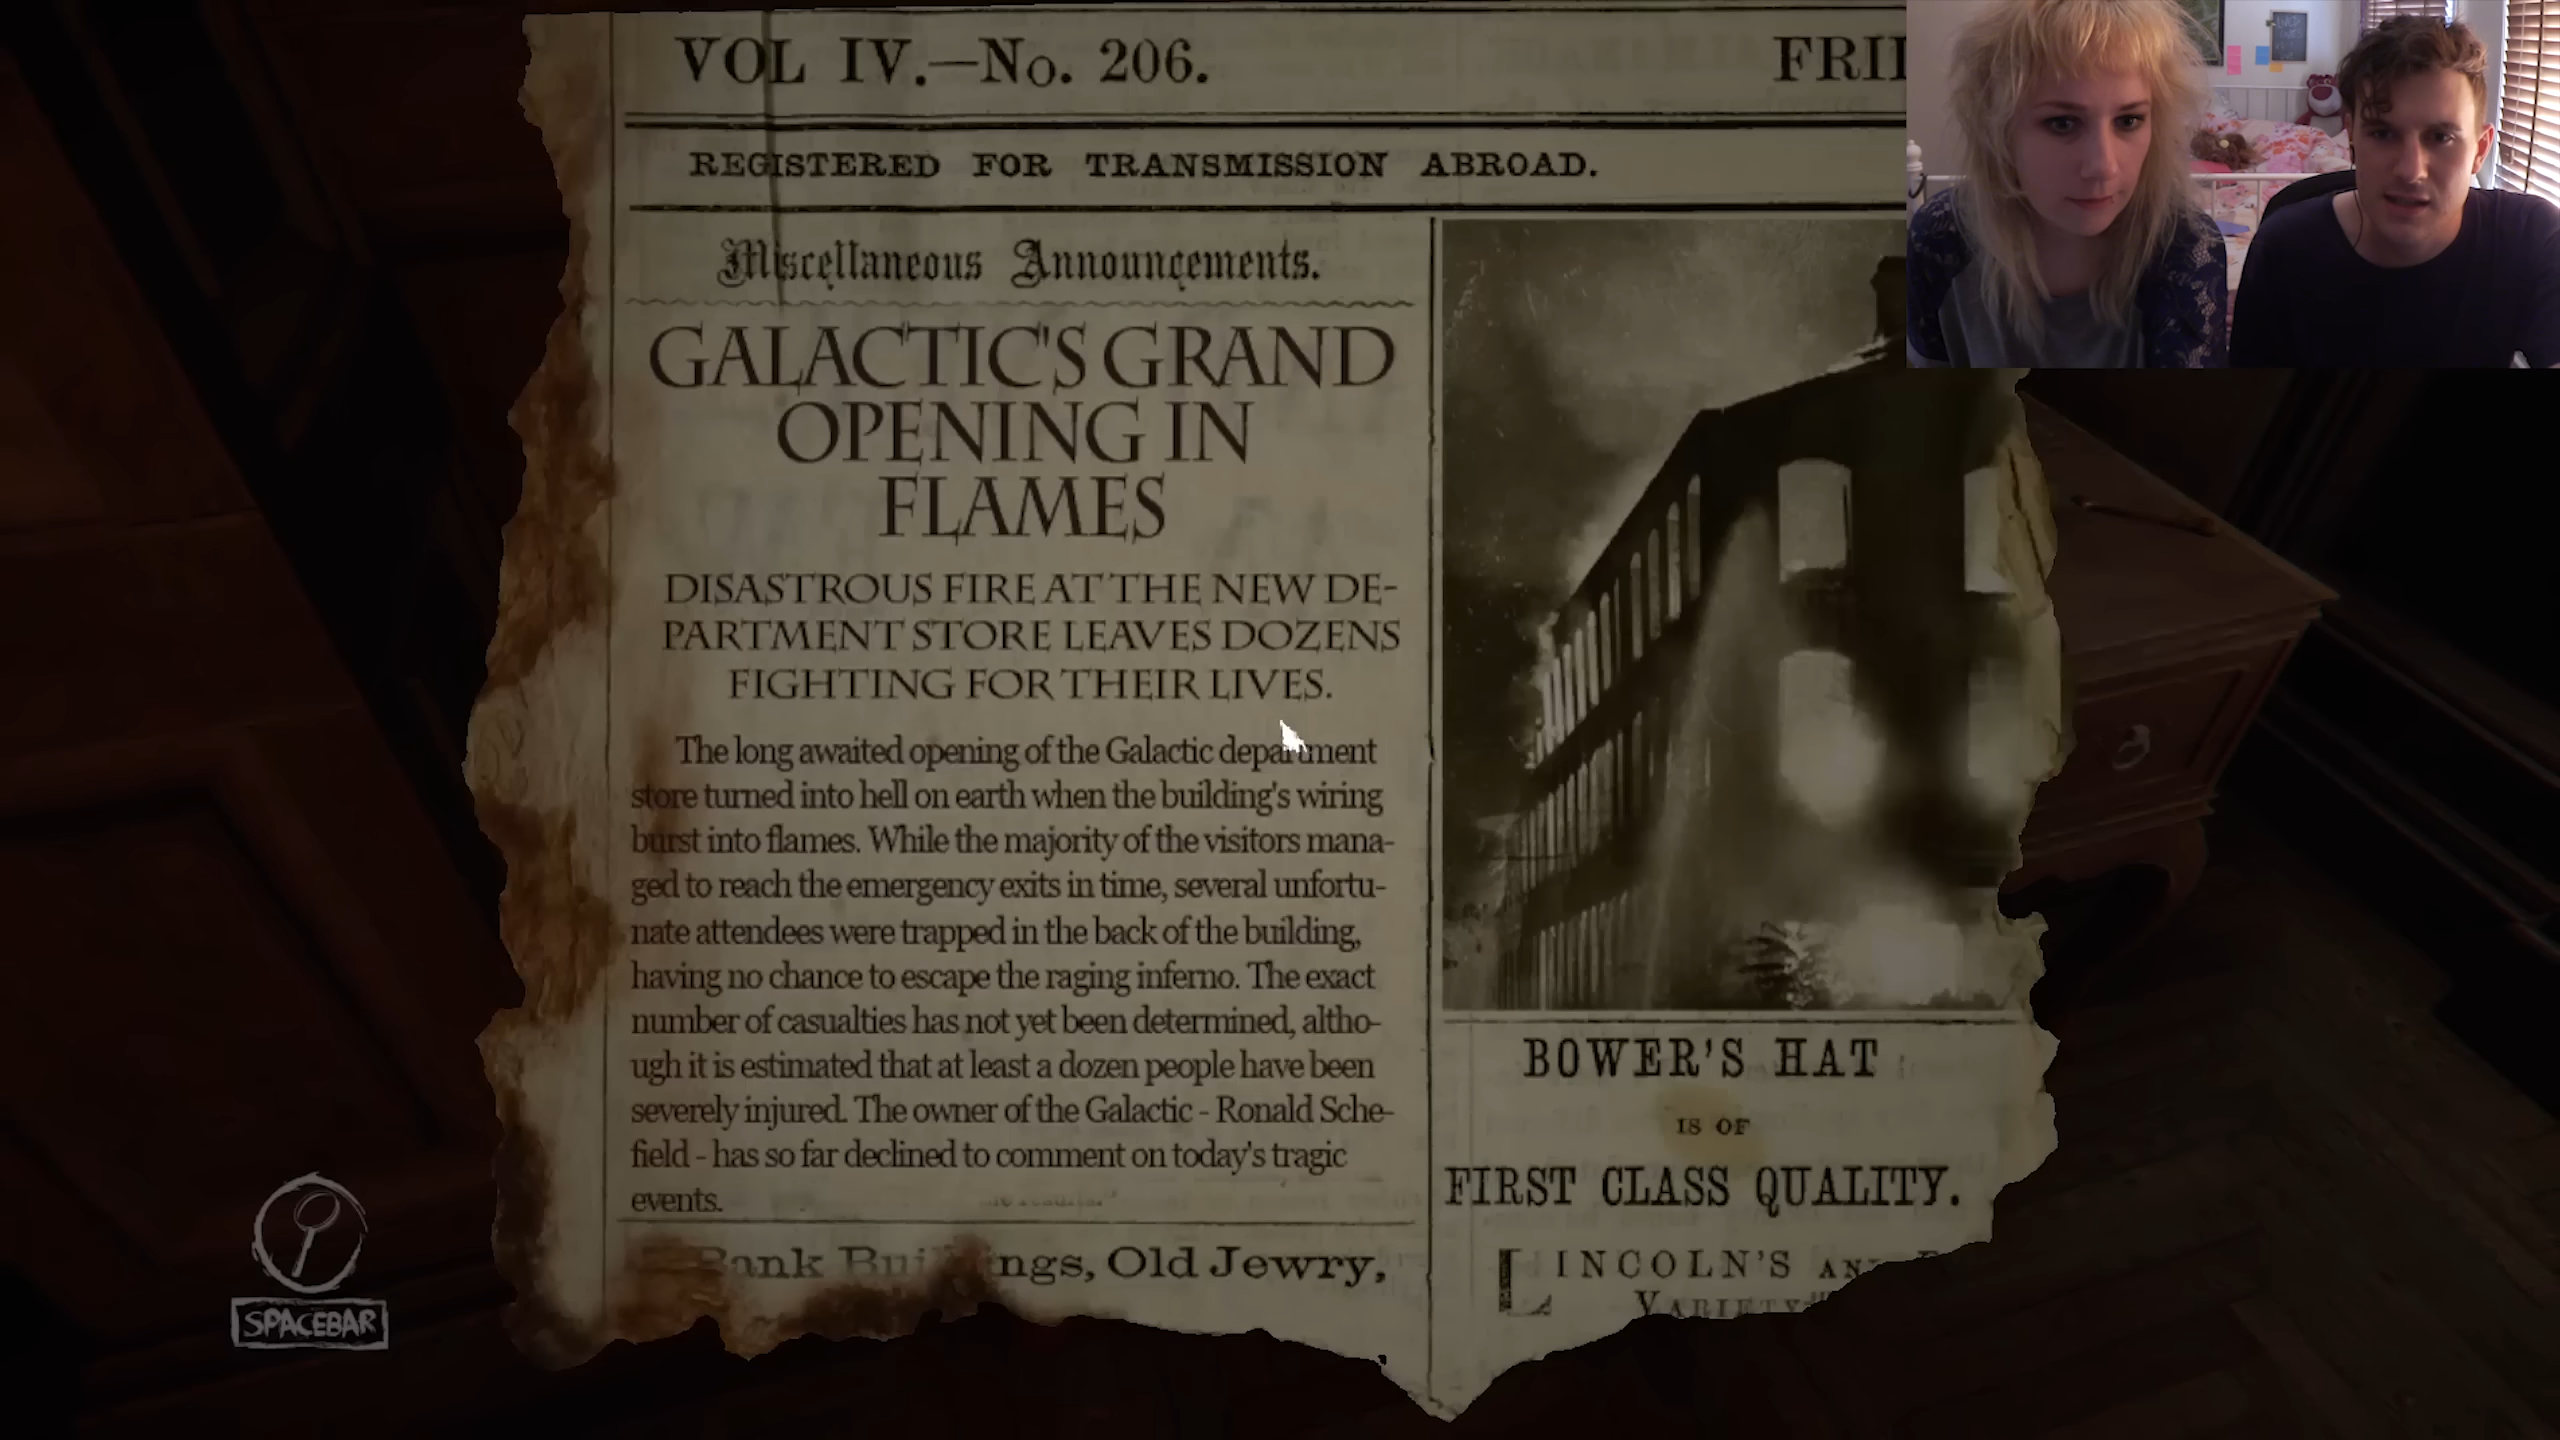 VOL IV.—No. 206.
FRI
REGISTERED FOR TRANSMISSION ABROAD.
Miscellaneous Announcements.
GALACTIC'S GRAND
OPENING IN
FLAMES
DISASTROUS FIRE AT THE NEW DE-
PARTMENT STORE LEAVES DOZENS
FIGHTING FOR THEIR LIVES.
The long awaited opening of the Galactic department
store turned into hell on earth when the building's wiring
burst into flames. While the majority of the visitors mana-
ged to reach the emergency exits in time, several unfortu-
nate attendees were trapped in the back of the building,
having no chance to escape the raging inferno. The exact
number of casualties has not yet been determined, altho-
ugh it is estimated that at least a dozen people have been
severely injured. The owner of the Galactic - Ronald Sche-
field - has so far declined to comment on today's tragic
events.
Old Jewry,
BOWER'S HAT
IS OF
FIRST CLASS QUALITY.
LINCOLN'S
VARIETY
SPACEBAR